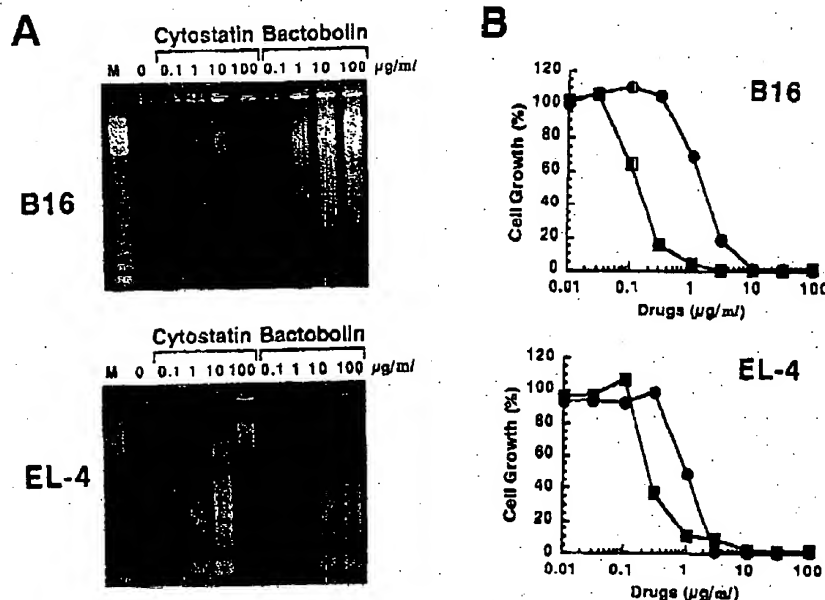 A
Cytostatin Bactobolin
M 0 0.1 1 10 100 0.1 1 10 100 µg/ml
B16
Cytostatin Bactobolin
M 0 0.1 1 10 100 0.1 1 10 100 µg/ml
EL-4
B
B16
Cell Growth (%)
120
100
80
60
40
20
0
0.01 0.1 1 10 100
Drugs (µg/ml)
EL-4
Cell Growth (%)
120
100
80
60
40
20
0
0.01 0.1 1 10 100
Drugs (µg/ml)